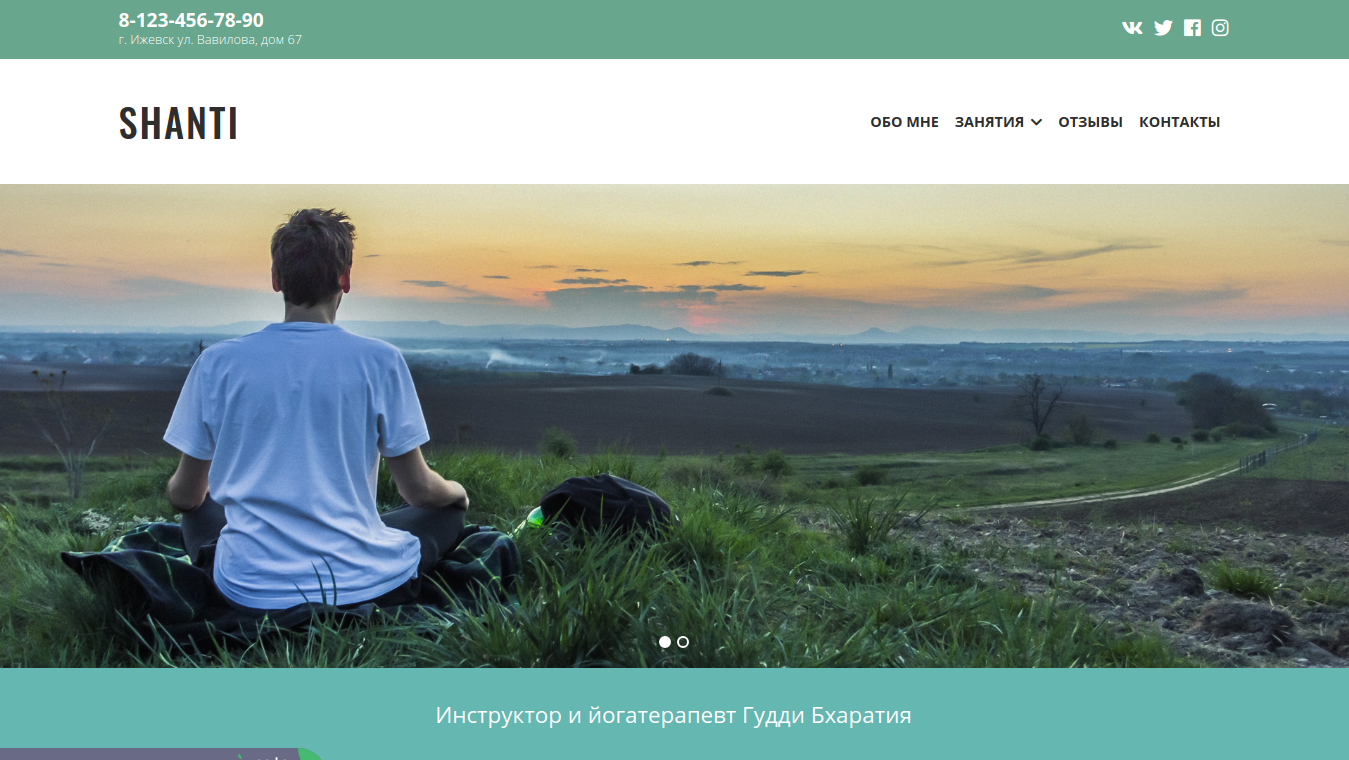 8-123-456-78-90
г. Ижевск ул. Вавилова, дом 67
SHANTI
ОБО МНЕ ЗАНЯТИЯ ОТЗЫВЫ КОНТАКТЫ
Инструктор и йогатерапевт Гудди Бхаратия